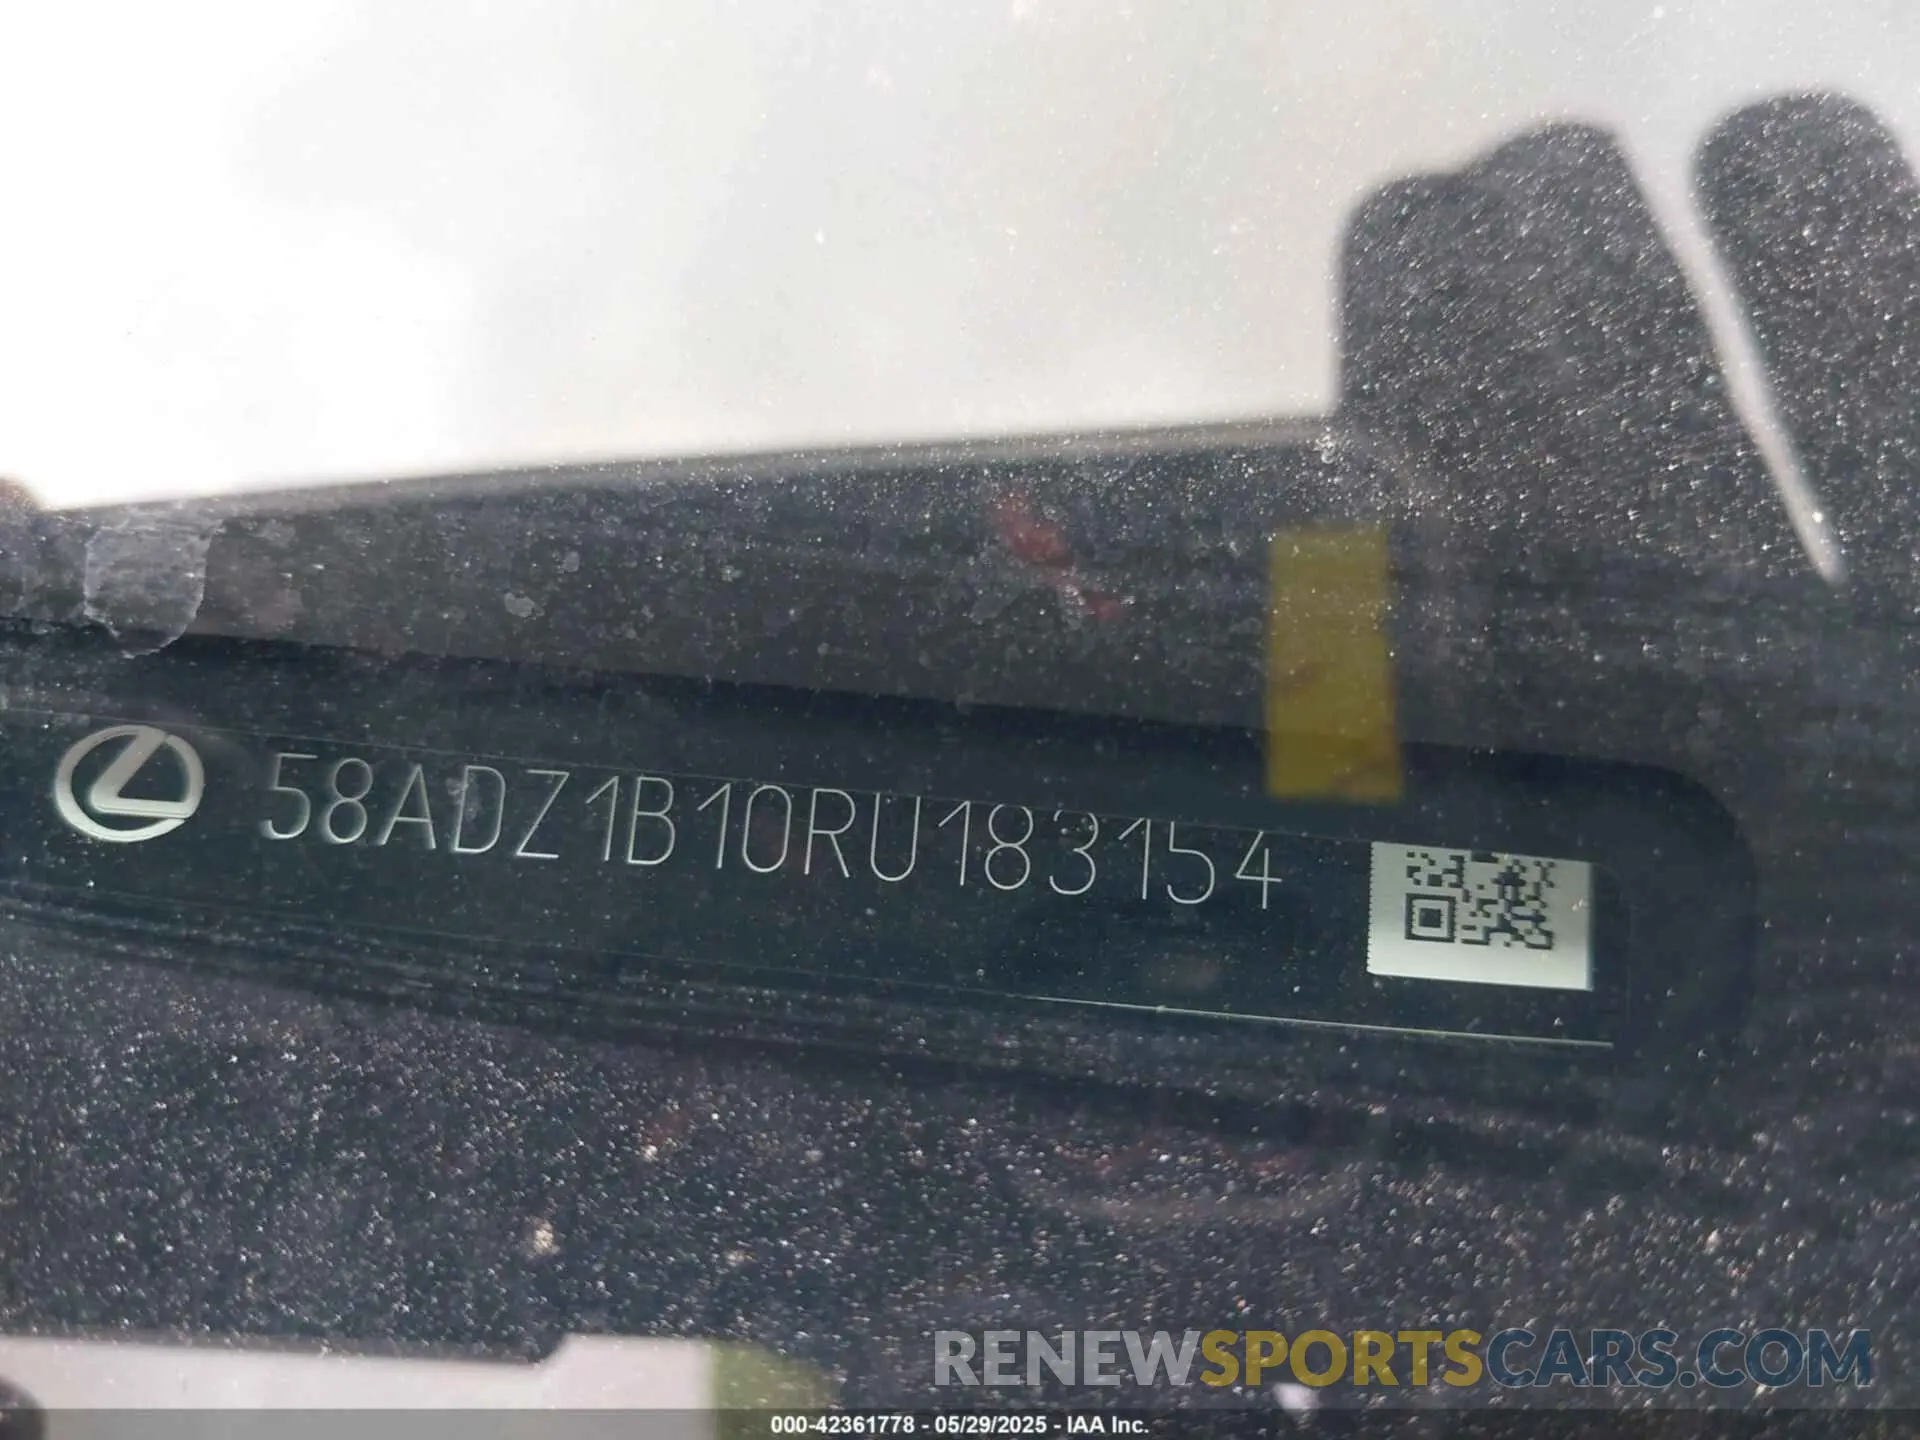 58ADZ1B10RU183154
RENEWSPORTSCARS.COM
000-42361778 - 05/29/2025 - IAA Inc.